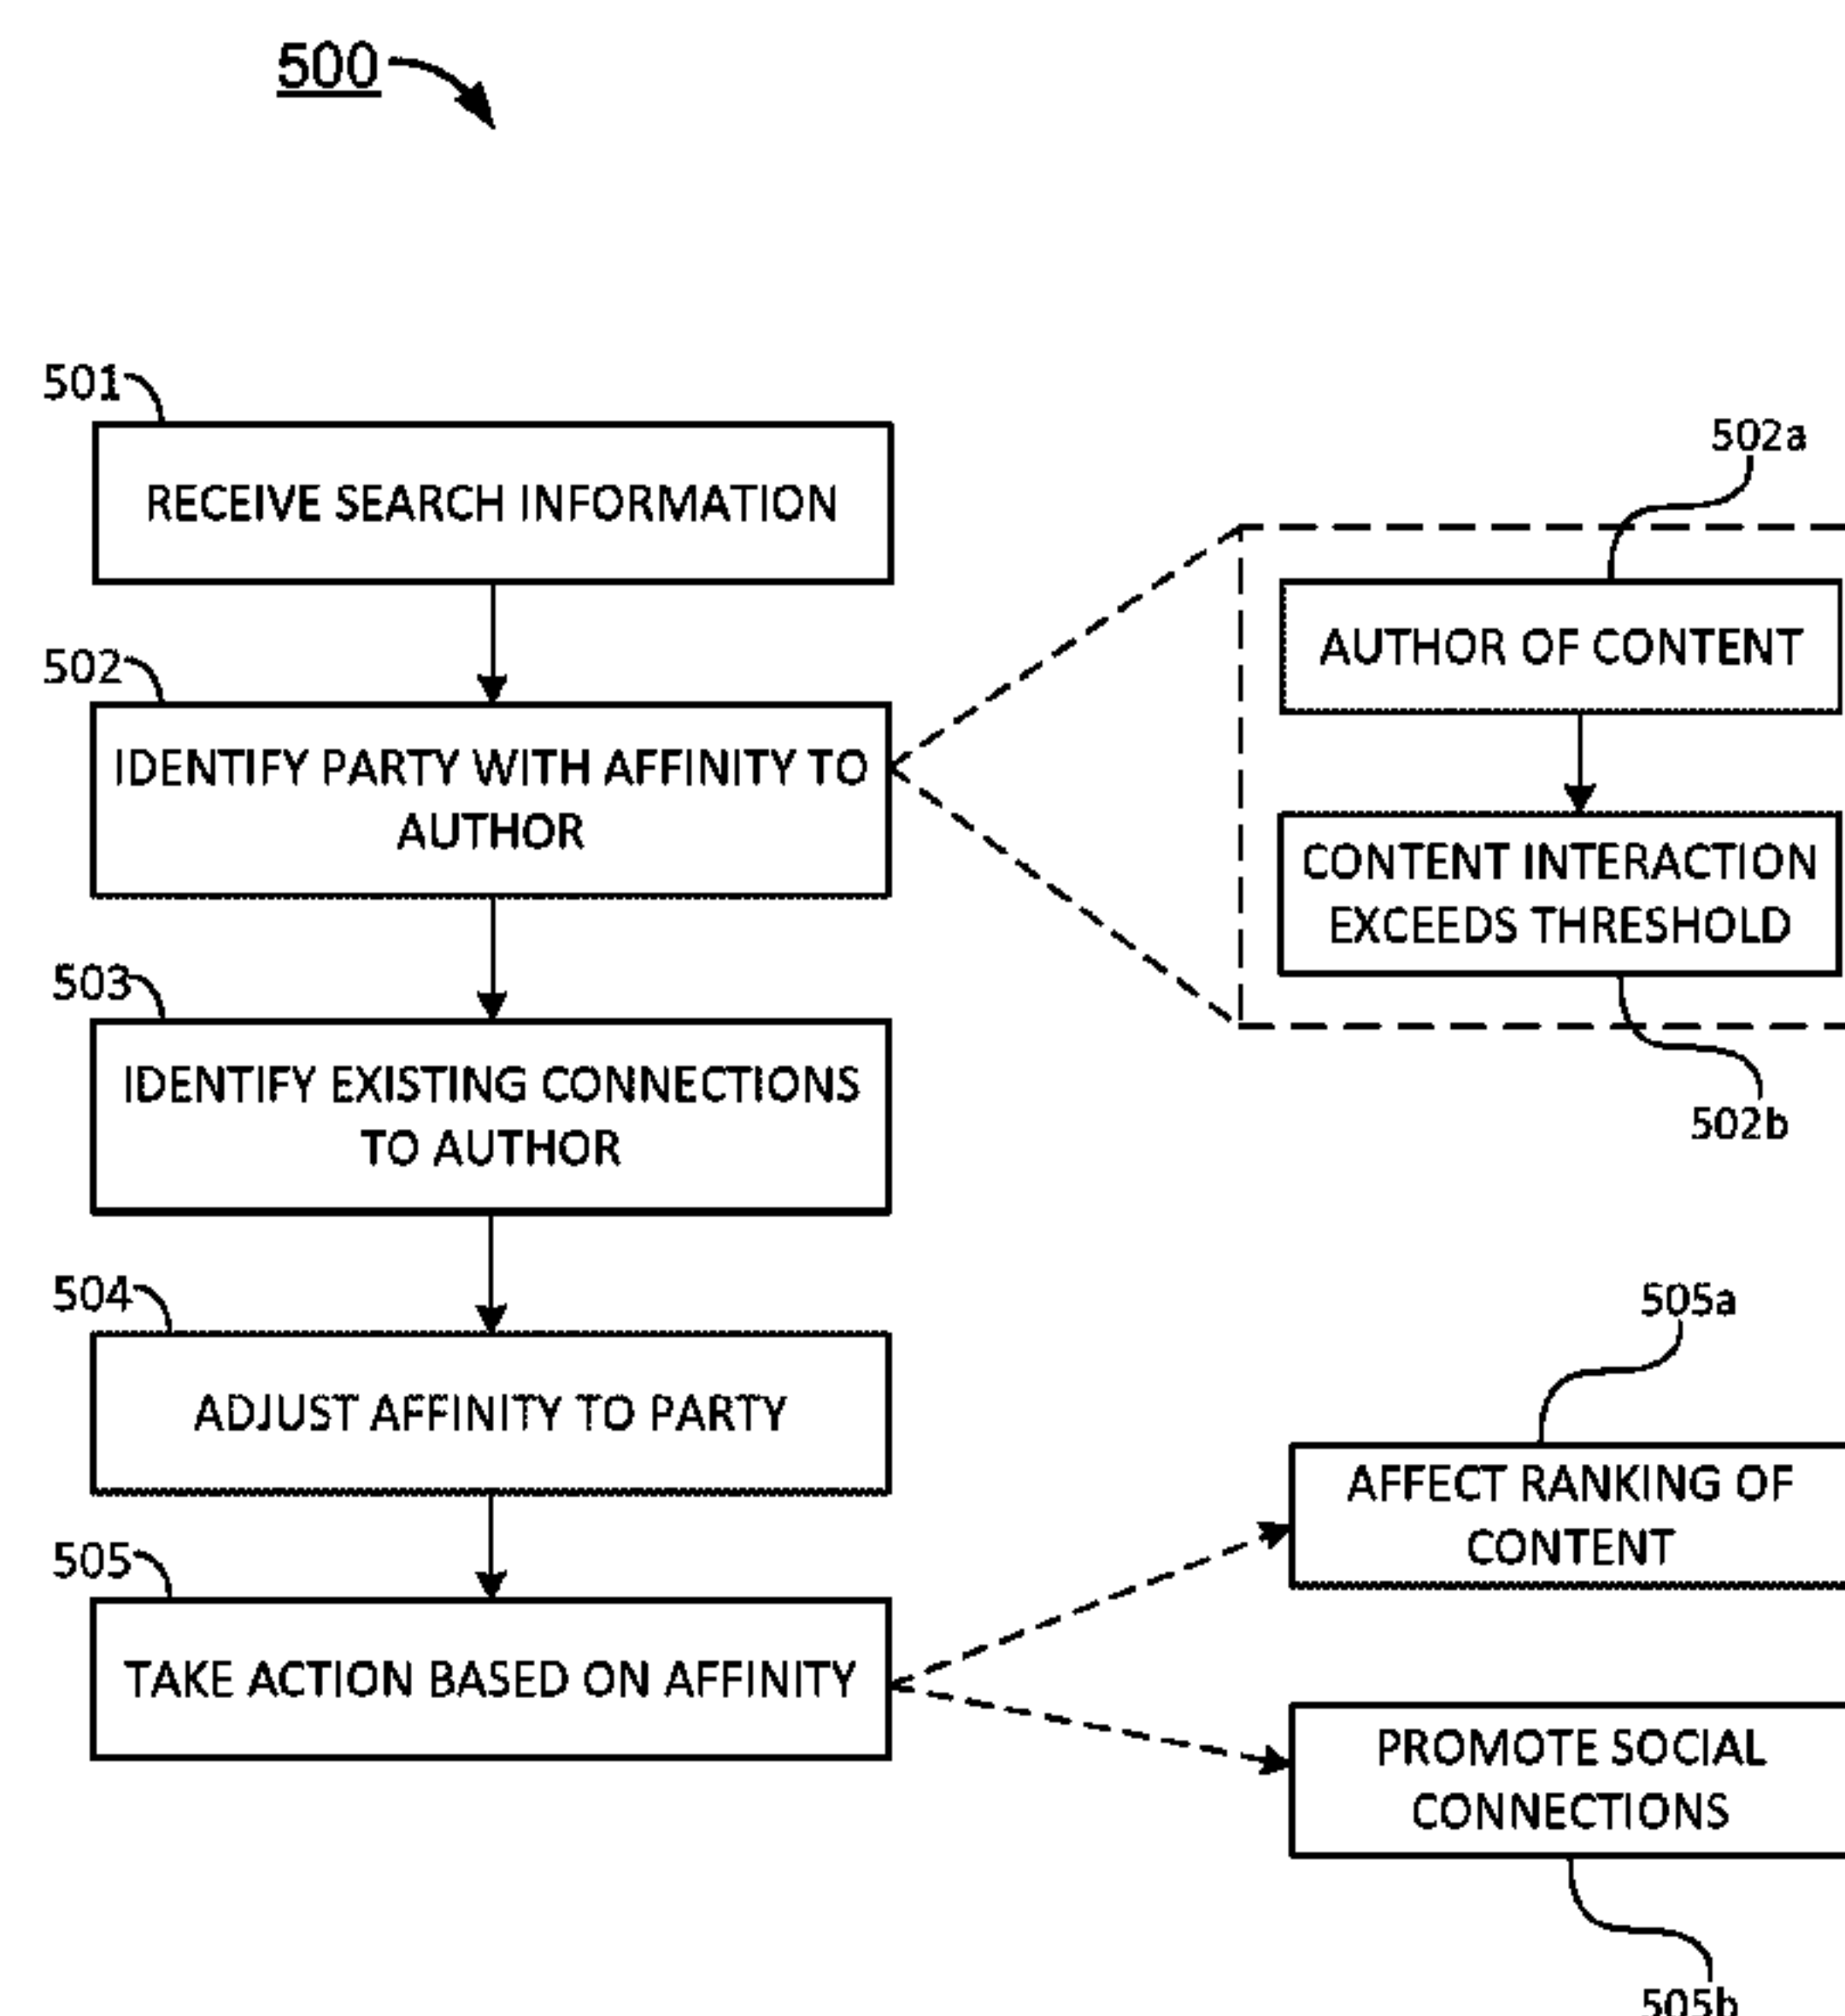 500
501
RECEIVE SEARCH INFORMATION
502
IDENTIFY PARTY WITH AFFINITY TO
AUTHOR
502a
AUTHOR OF CONTENT
CONTENT INTERACTION
EXCEEDS THRESHOLD
502b
503
IDENTIFY EXISTING CONNECTIONS
TO AUTHOR
504
ADJUST AFFINITY TO PARTY
505
TAKE ACTION BASED ON AFFINITY
505a
AFFECT RANKING OF
CONTENT
PROMOTE SOCIAL
CONNECTIONS
505b